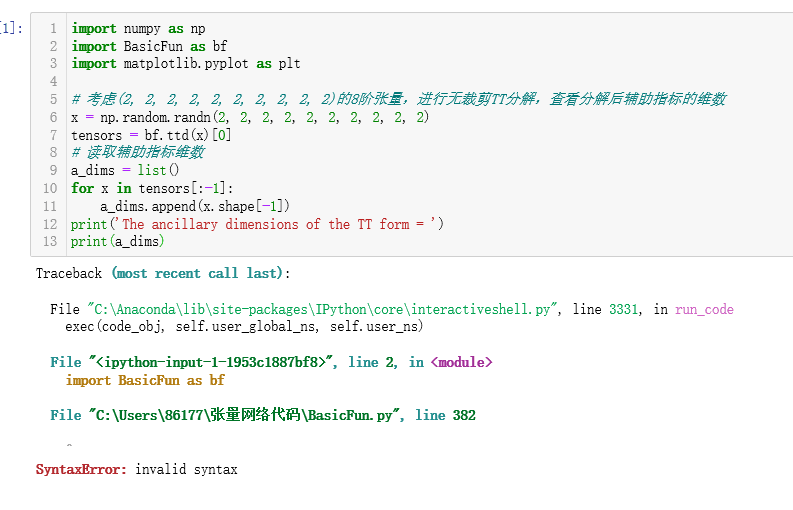 [1]:
1 import numpy as np
2 import BasicFun as bf
3 import matplotlib.pyplot as plt
4
5 # 考虑(2, 2, 2, 2, 2, 2, 2, 2, 2, 2)的8阶张量，进行无裁剪TT分解，查看分解后辅助指标的维数
6 x = np.random.randn(2, 2, 2, 2, 2, 2, 2, 2, 2, 2)
7 tensors = bf.ttd(x)[0]
8 # 读取辅助指标维数
9 a_dims = list()
10 for x in tensors[:-1]:
11     a_dims.append(x.shape[-1])
12 print('The ancillary dimensions of the TT form = ')
13 print(a_dims)
Traceback (most recent call last):
File "C:\Anaconda\lib\site-packages\IPython\core\interactiveshell.py", line 3331, in run_code
exec(code_obj, self.user_global_ns, self.user_ns)
File "<ipython-input-1-1953c1887bf8>", line 2, in <module>
import BasicFun as bf
File "C:\Users\86177\张量网络代码\BasicFun.py", line 382
SyntaxError: invalid syntax